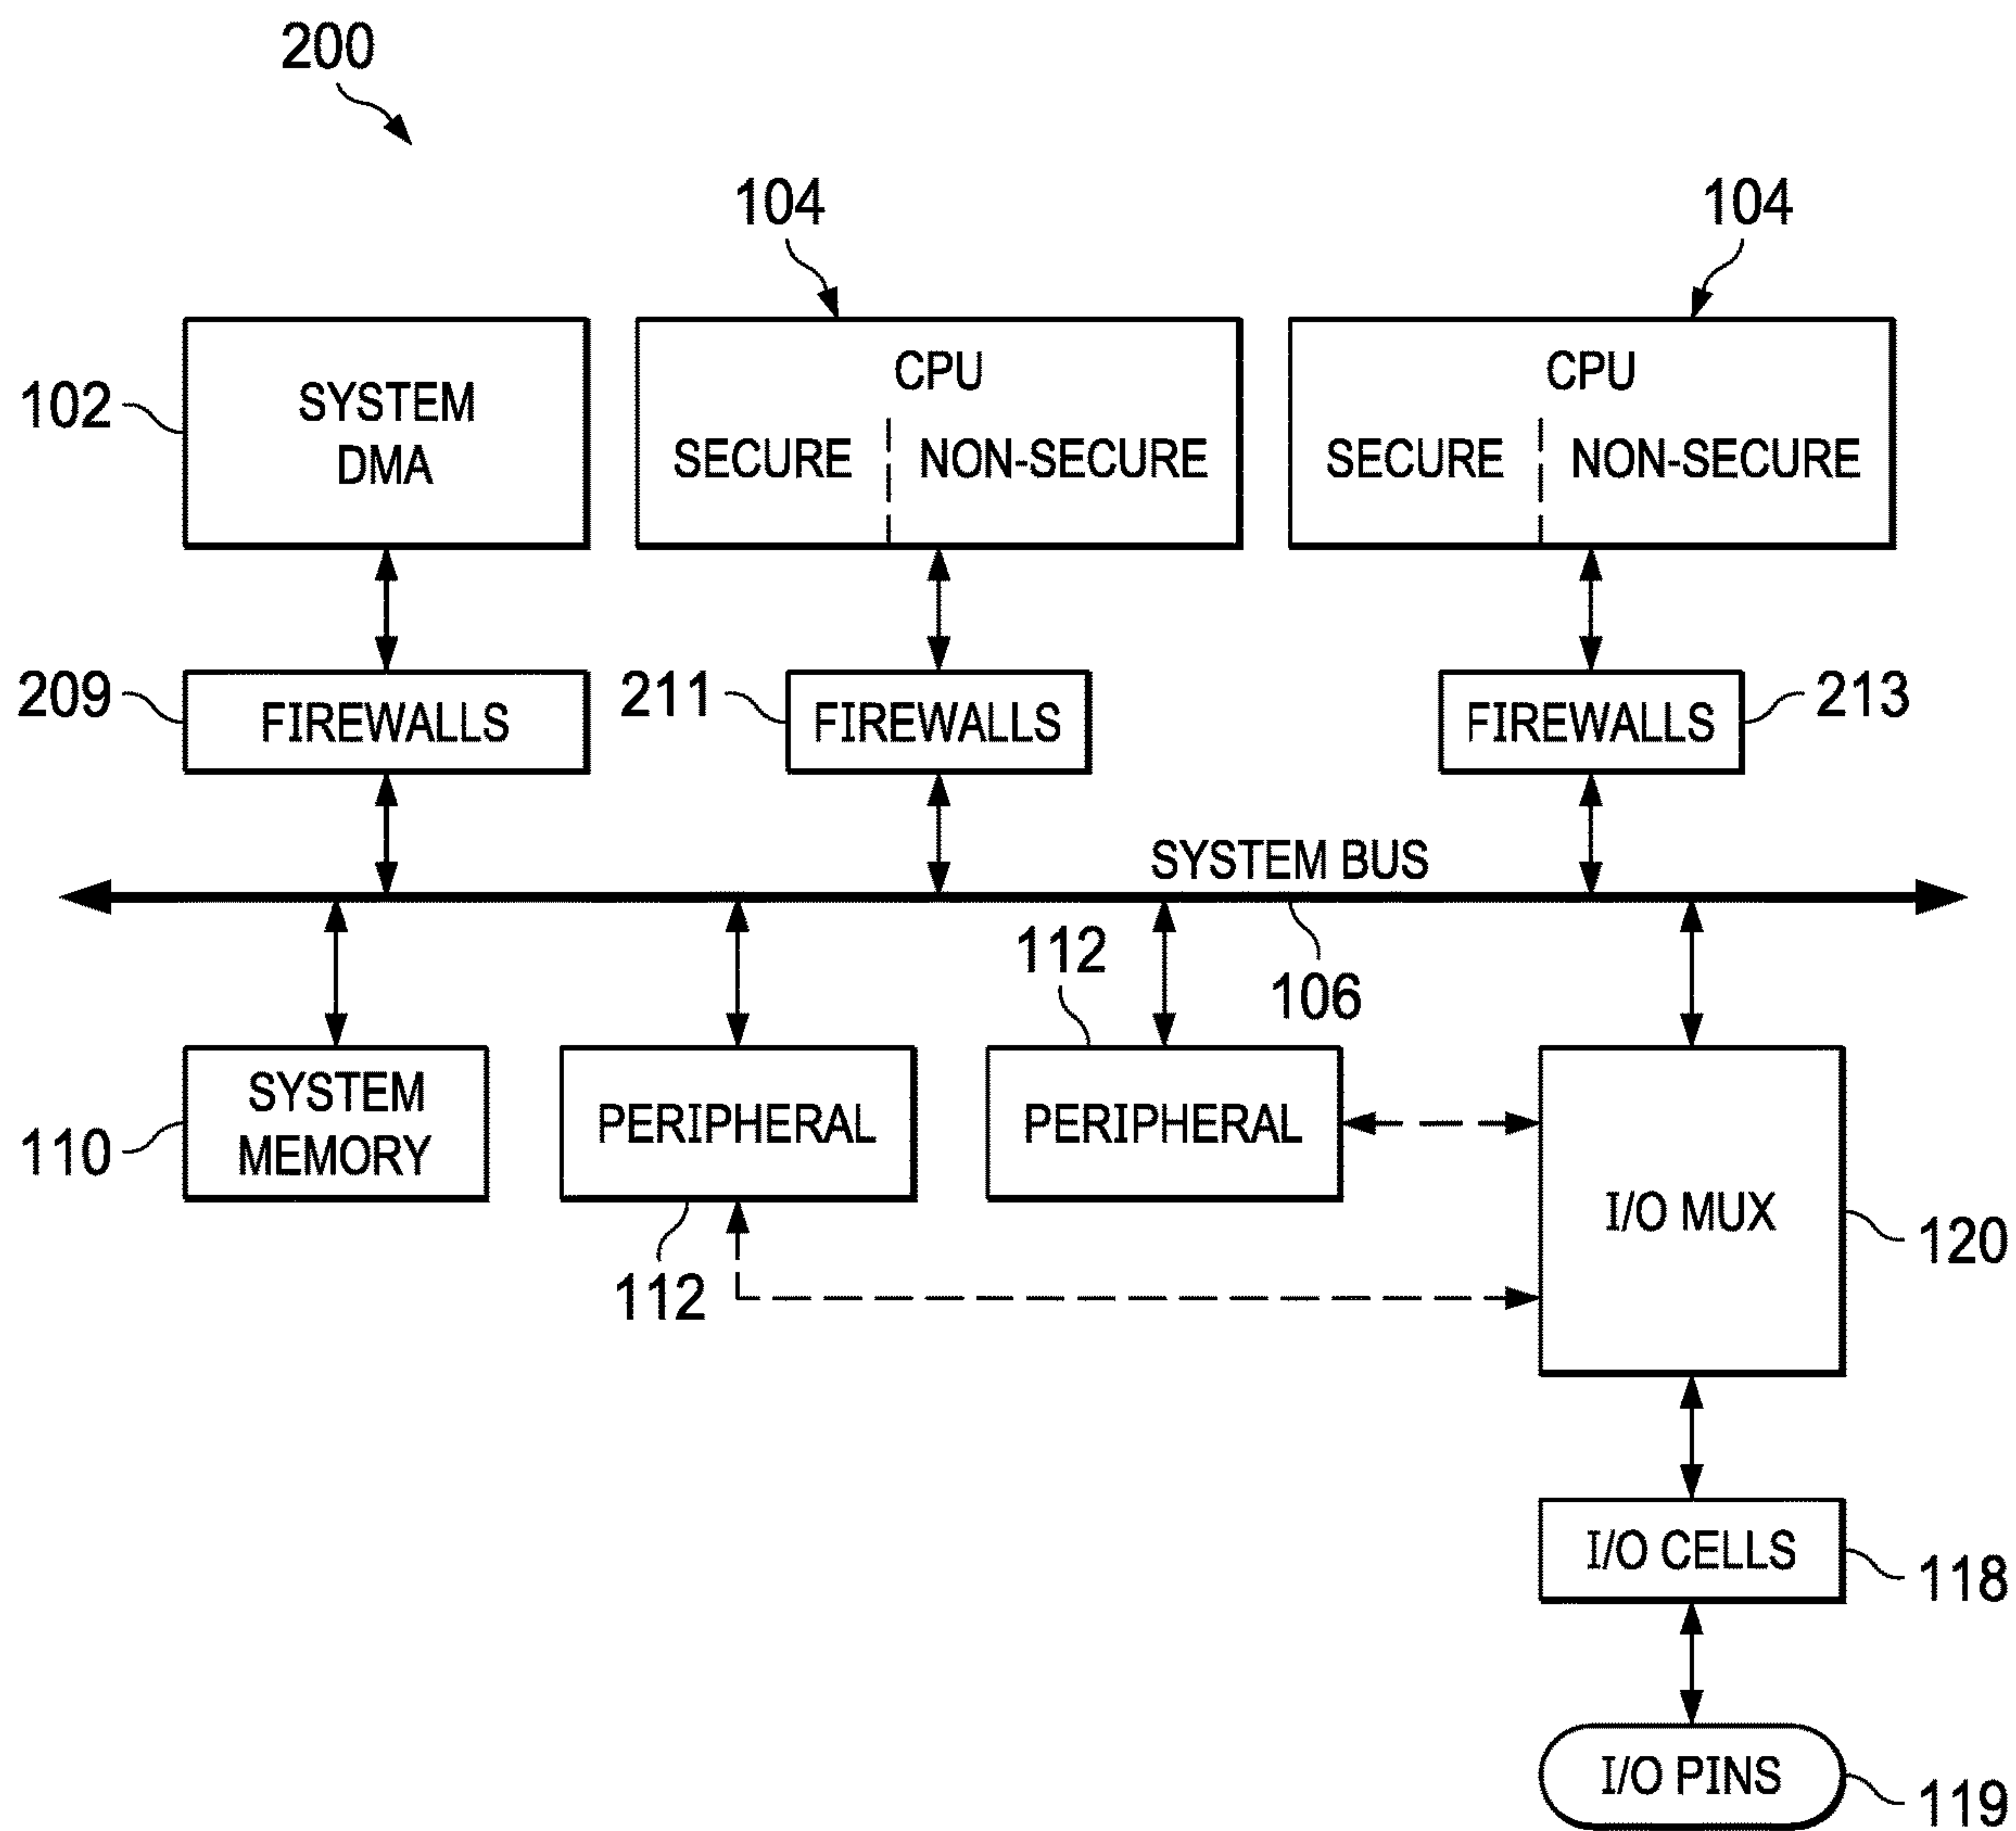 200
104
104
CPU
CPU
102
SYSTEM
DMA
SECURE
NON-SECURE
SECURE
NON-SECURE
209
FIREWALLS
211
FIREWALLS
FIREWALLS
213
SYSTEM BUS
106
112
110
SYSTEM
MEMORY
PERIPHERAL
PERIPHERAL
112
I/O MUX
120
I/O CELLS
118
I/O PINS
119